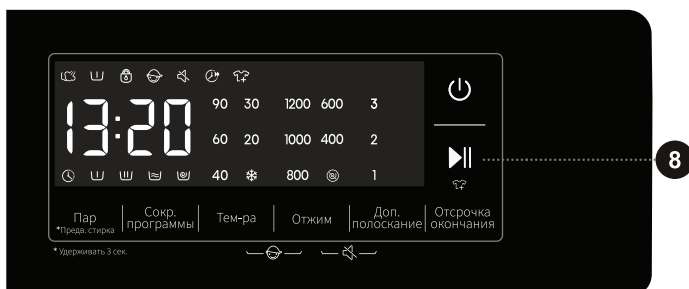 13:20
90 30 1200 600 3
60 20 1000 400 2
40 800 1
8
Пар
*Предв. стирка
Сокр.
программы
Тем-ра
Отжим
Доп.
полоскание
Отсрочка
окончания
* Удерживать 3 сек.